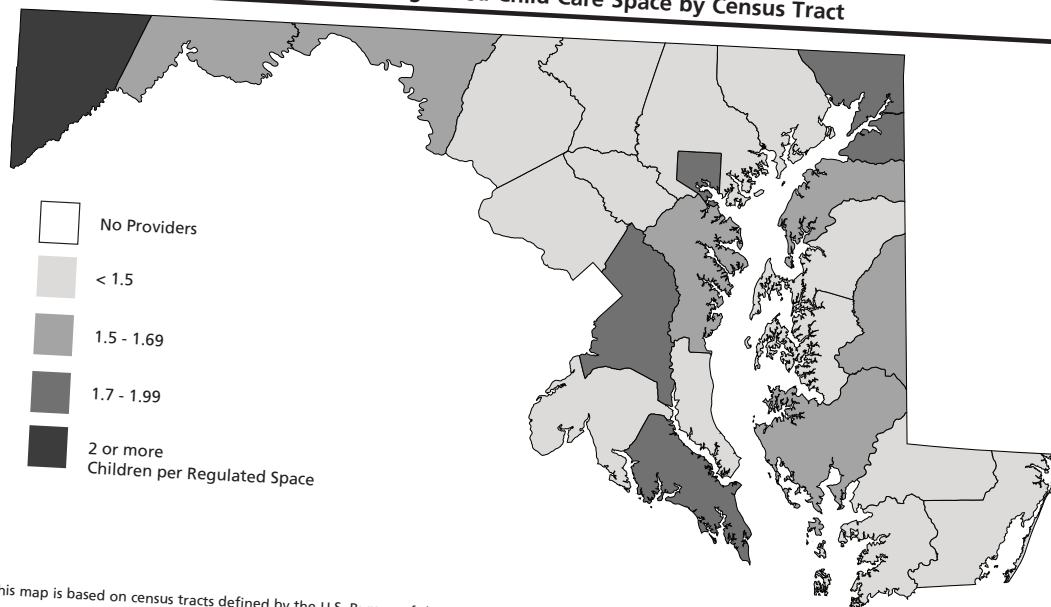 Child Care Space by Census Tract
No Providers
< 1.5
1.5 - 1.69
1.7 - 1.99
2 or more
Children per Regulated Space
map is based on census tracts defined by the U.S.